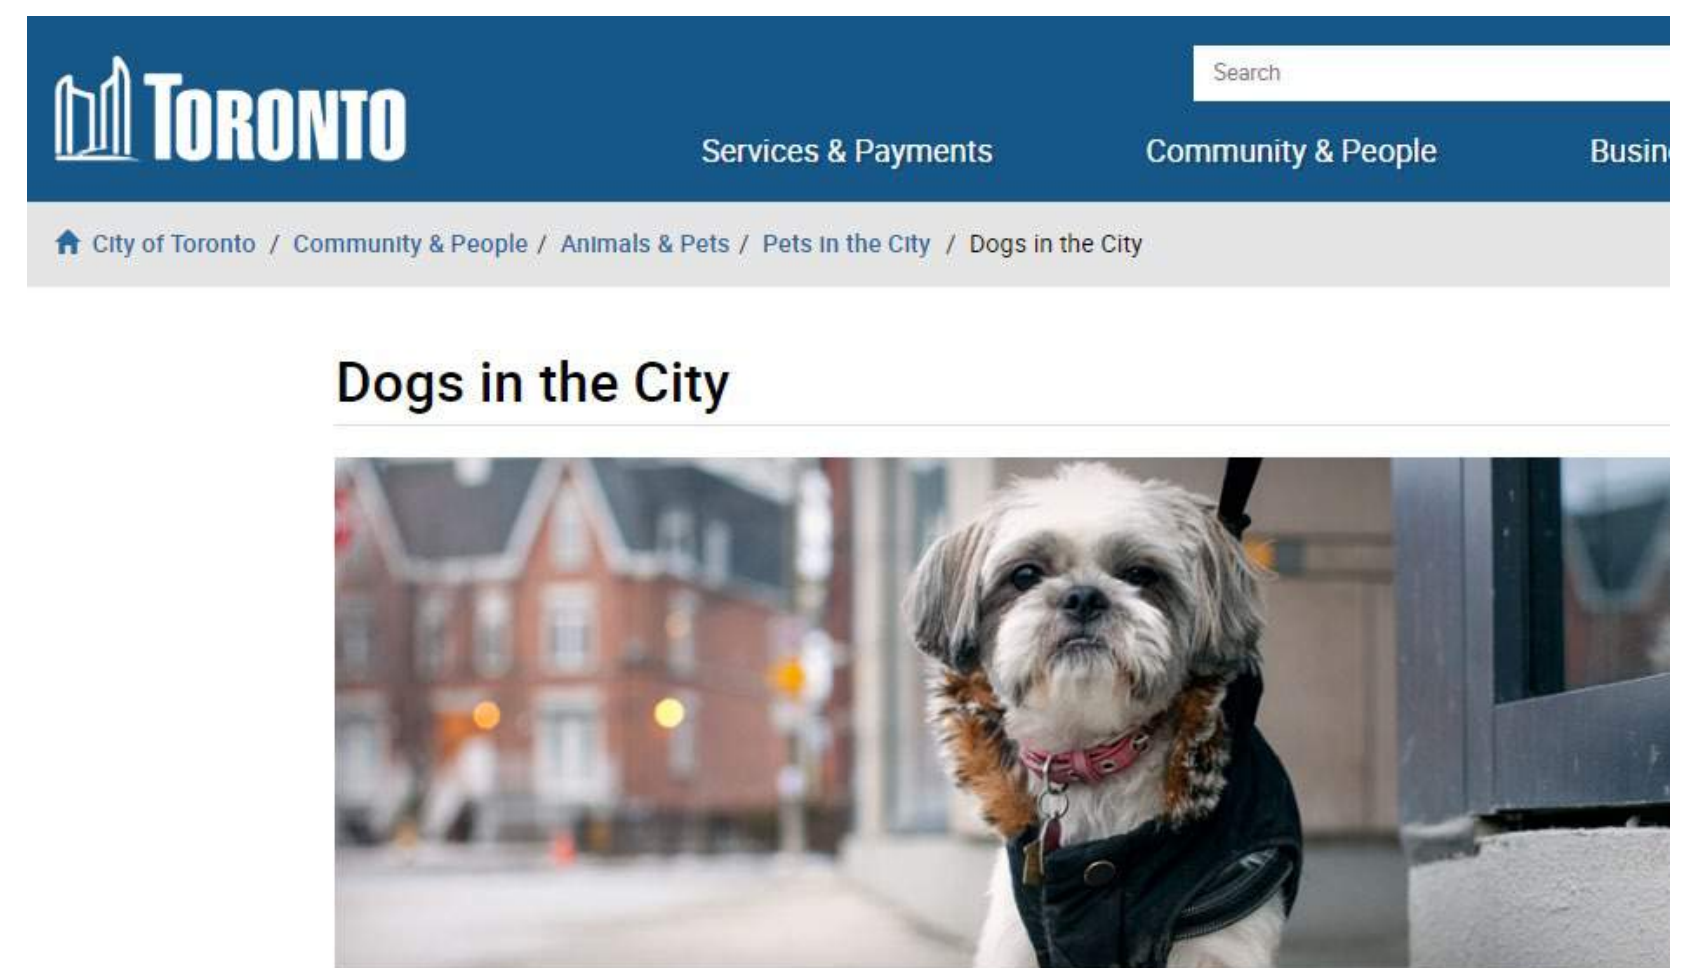 TORONTO
Search
Services & Payments
Community & People
Busin
City of Toronto / Community & People / Animals & Pets / Pets in the City / Dogs in the City
Dogs in the City